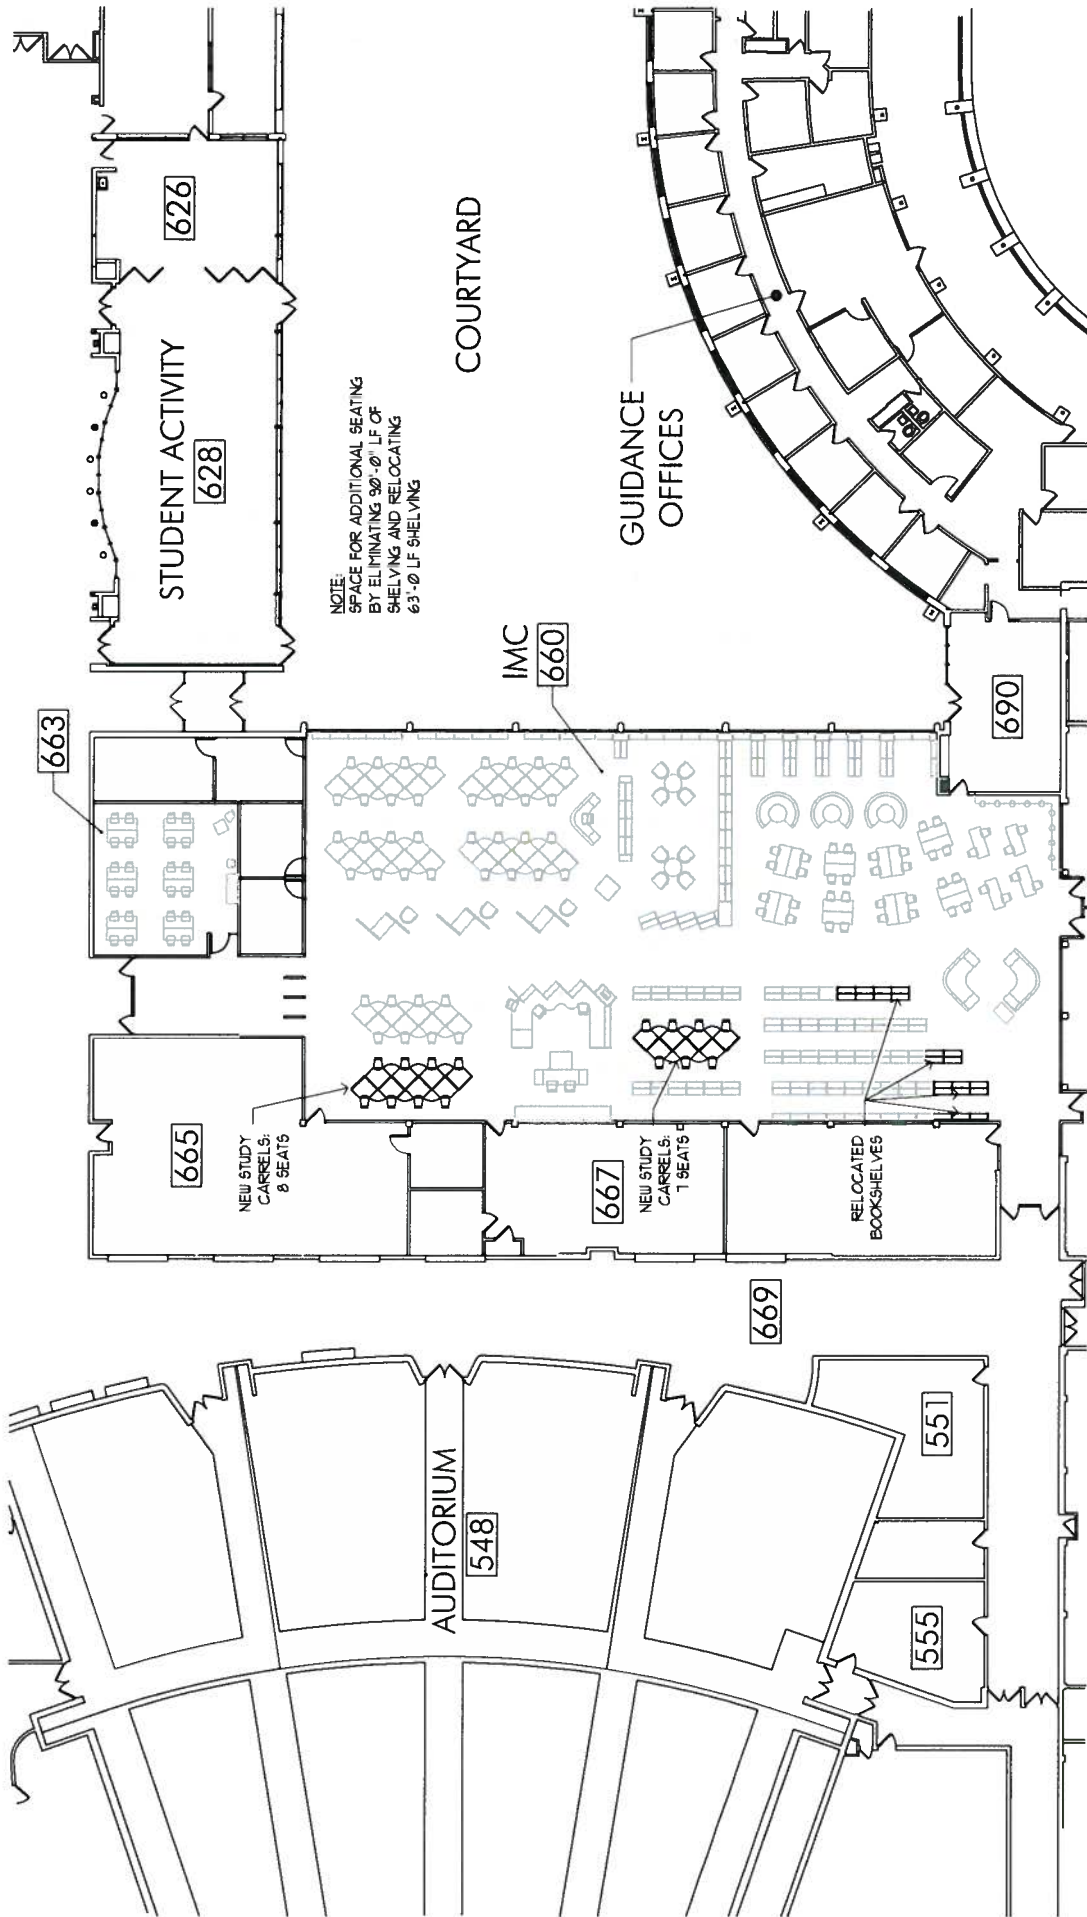 626
STUDENT ACTIVITY
628
COURTYARD
NOTE:
SPACE FOR ADDITIONAL SEATING
BY ELIMINATING 90'-0" LF OF
SHELVING AND RELOCATING
63'-0 LF SHELVING
GUIDANCE
OFFICES
663
IMC
660
690
665
NEW STUDY
CARRELS:
8 SEATS
667
NEW STUDY
CARRELS:
7 SEATS
RELOCATED
BOOKSHELVES
669
AUDITORIUM
548
551
555